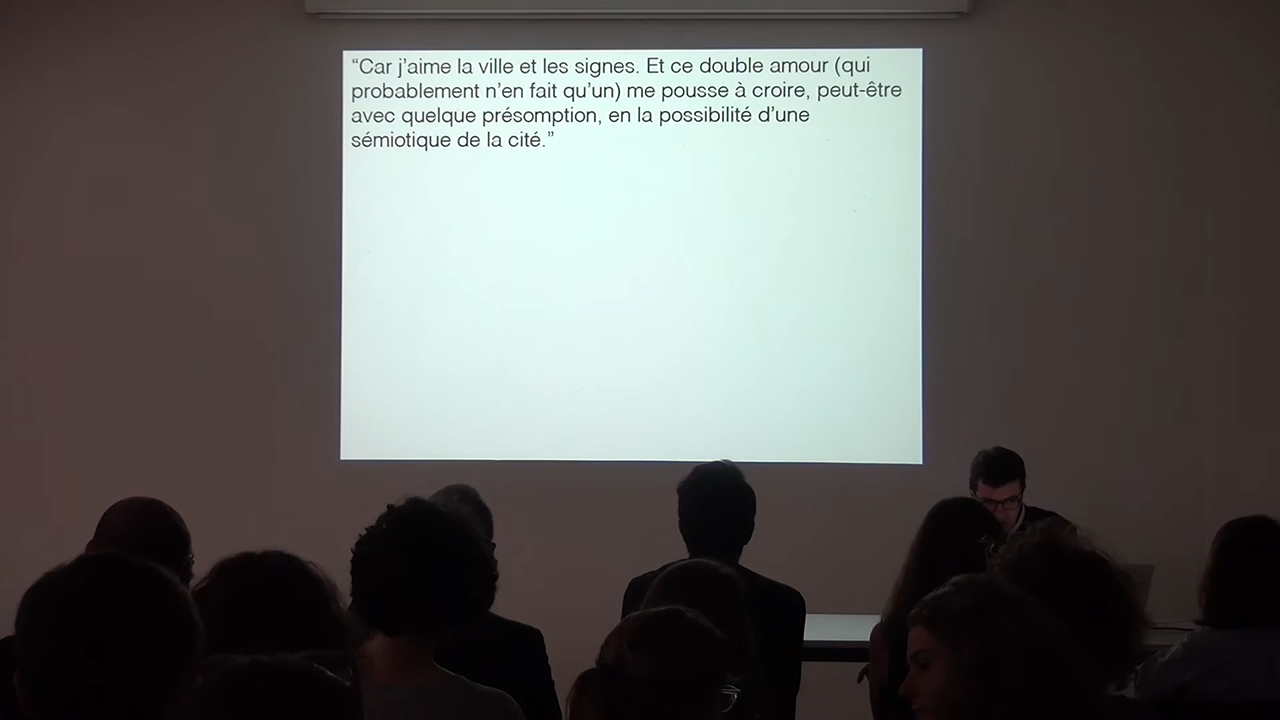 “Car j’aime la ville et les signes. Et ce double amour (qui
probablement n’en fait qu’un) me pousse à croire, peut-être
avec quelque présomption, en la possibilité d’une
sémiotique de la cité.”